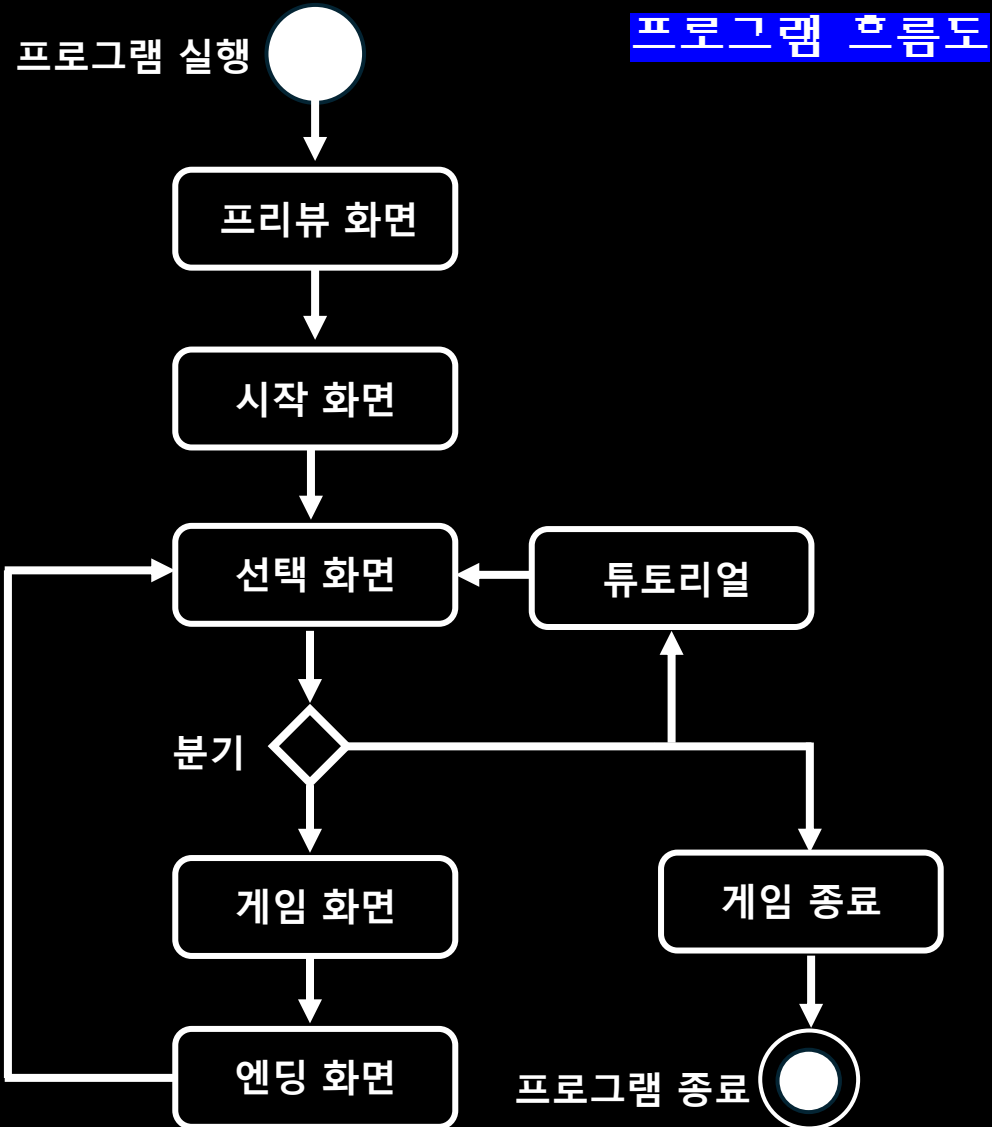 프로그램 흐름도
프로그램 실행
프리뷰 화면
시작 화면
선택 화면
튜토리얼
분기
게임 화면
게임 종료
엔딩 화면
프로그램 종료